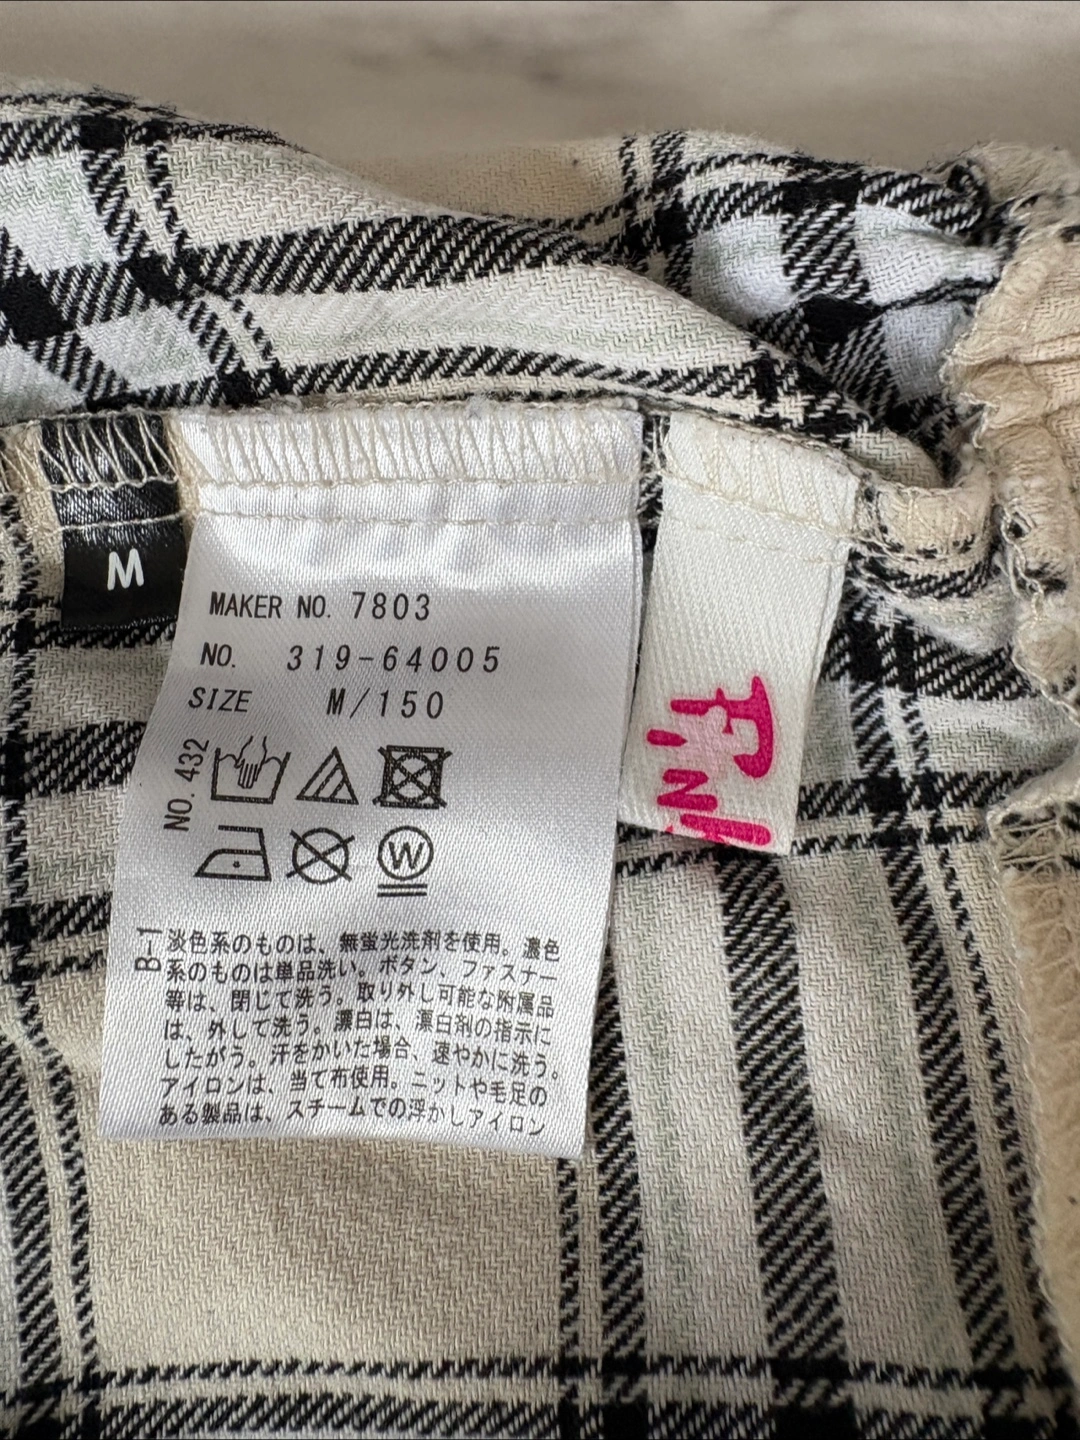 M
MAKER NO. 7803
NO. 319-64005
SIZE M/150
NO. 432
W
B-1
淡色系のものは、無蛍光洗剤を使用。濃色
系のものは単品洗い。ボタン、ファスナー
等は、閉じて洗う。取り外し可能な附属品
は、外して洗う。漂白は、漂白剤の指示に
したがう。汗をかいた場合、速やかに洗う。
アイロンは、当て布使用。ニットや毛足の
ある製品は、スチームでの浮かしアイロン